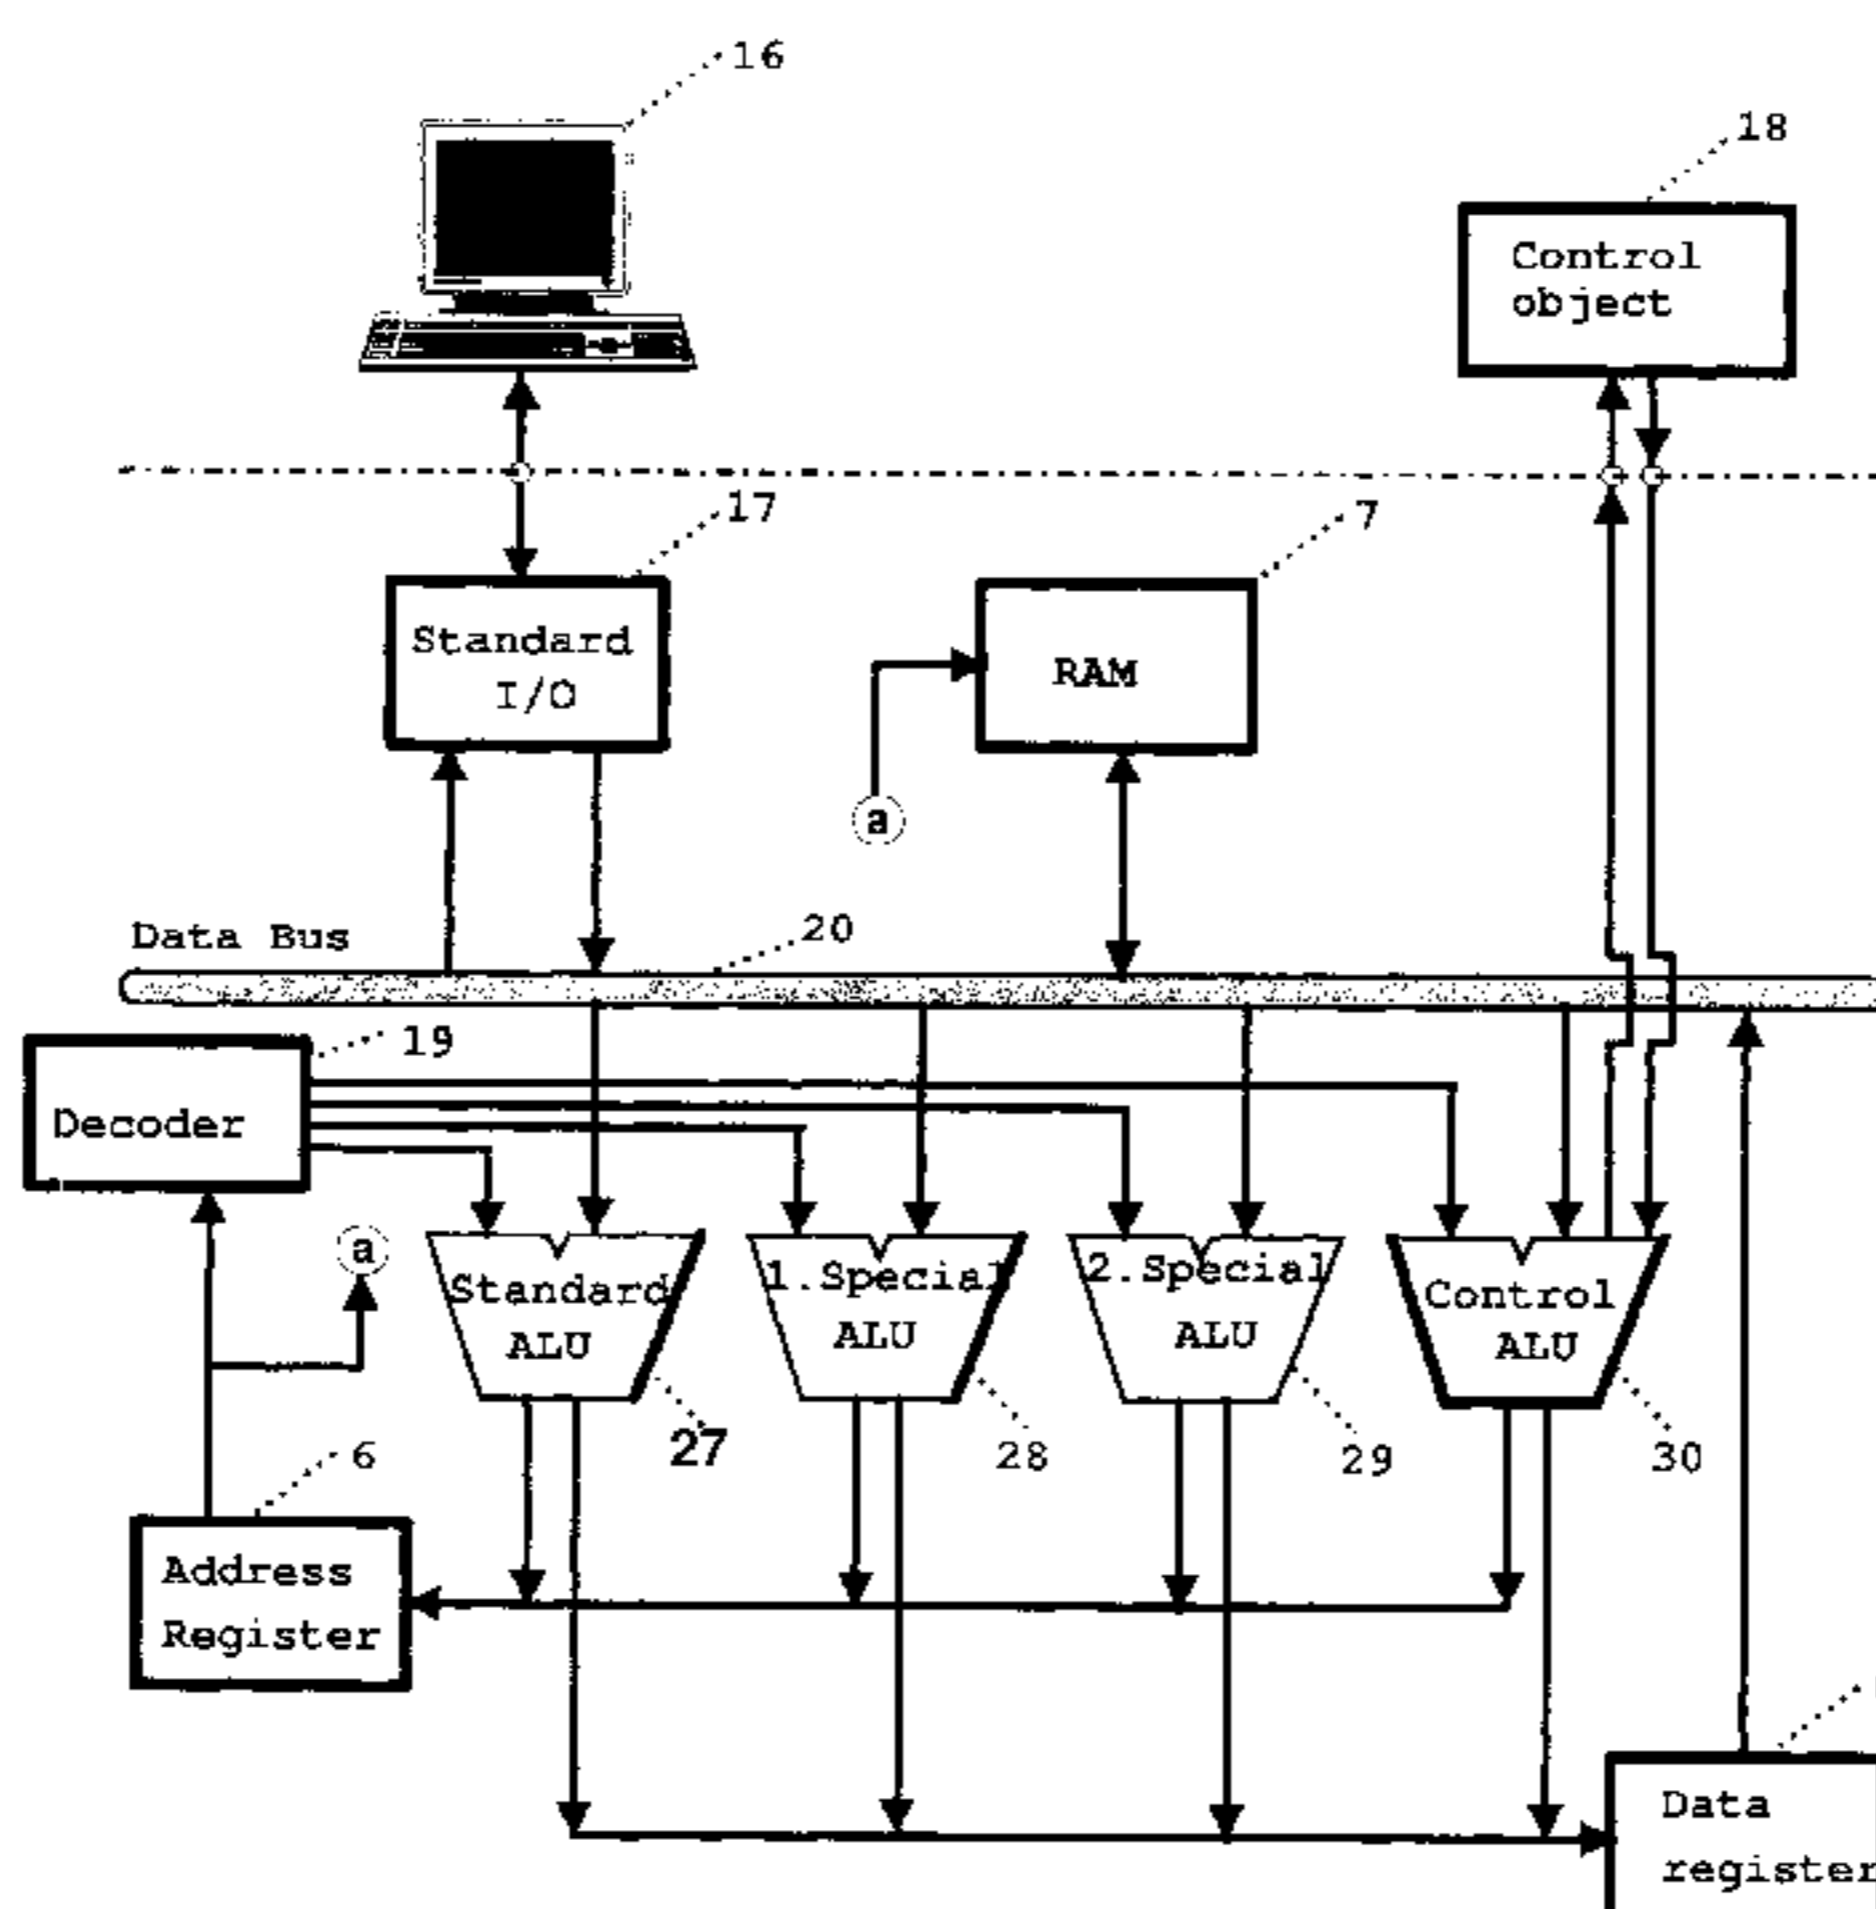 16
18
Control
object
17
7
Standard
I/O
RAM
a
Data Bus
20
19
Decoder
a
Standard
ALU
1.Special
ALU
2.Special
ALU
Control
ALU
27
28
29
30
6
Address
Register
Data
register